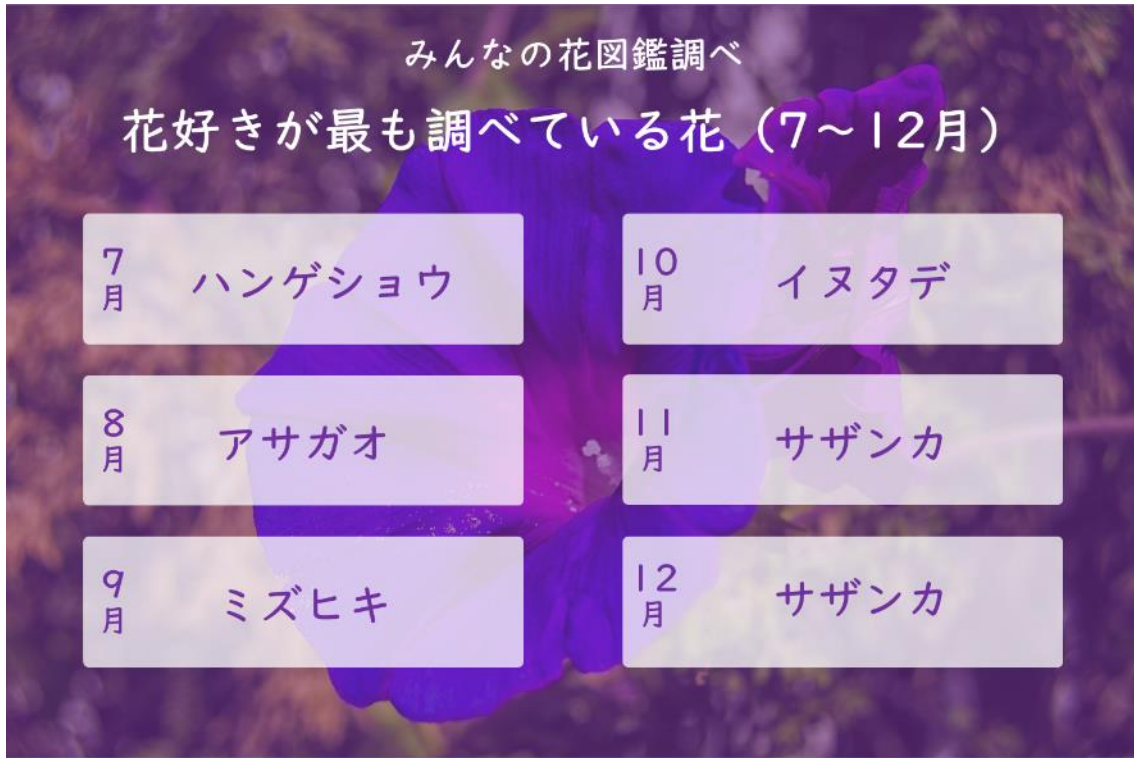 みんなの花図鑑調べ
花好きが最も調べている花（7～12月）
7月
ハンゲショウ
8月
アサガオ
9月
ミズヒキ
10月
イヌタデ
11月
サザンカ
12月
サザンカ